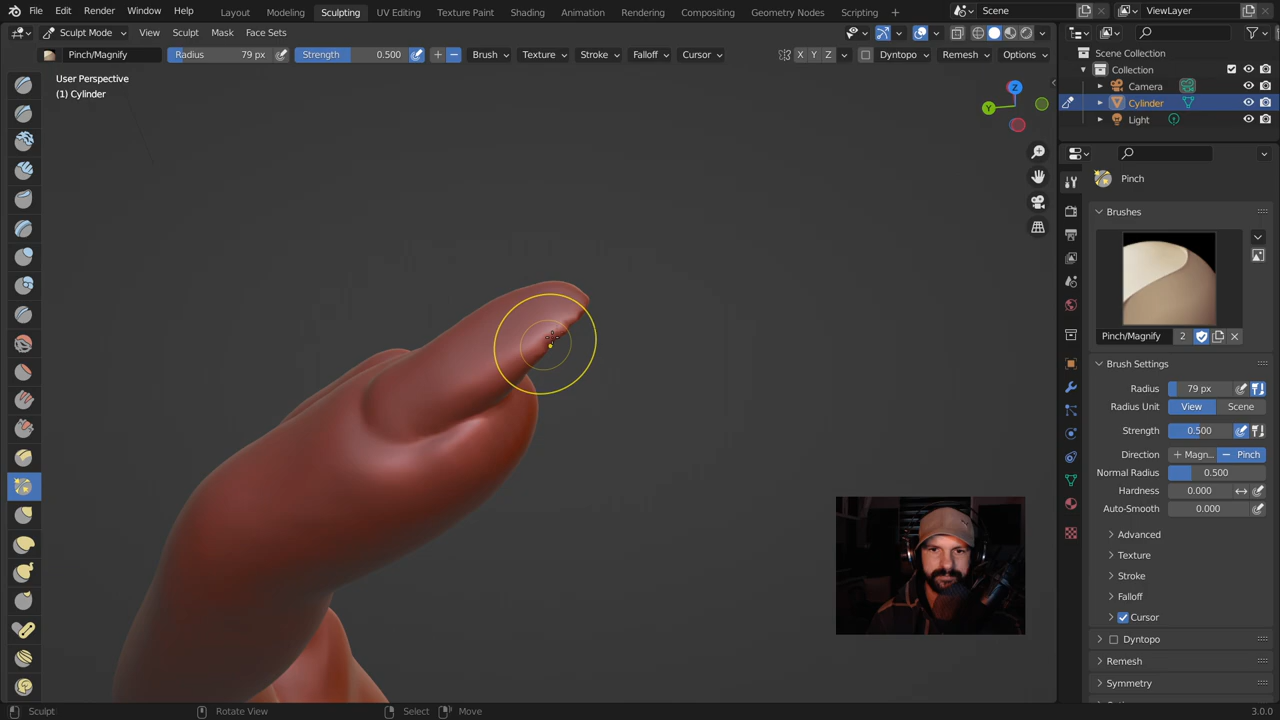 File Edit Render Window Help
Layout Modeling Sculpting UV Editing Texture Paint Shading Animation Rendering Compositing Geometry Nodes Scripting
Scene
ViewLayer
Sculpt Mode View Sculpt Mask Face Sets
Pinch/Magnify Radius 79 px Strength 0.500 Brush Texture Stroke Falloff Cursor X Y Z Dyntopo Remesh Options
User Perspective
(1) Cylinder
Z
Y
Scene Collection
Collection
Camera
Cylinder
Light
Pinch
Brushes
Pinch/Magnify 2
Brush Settings
Radius 79 px
Radius Unit View Scene
Strength 0.500
Direction + Magn... − Pinch
Normal Radius 0.500
Hardness 0.000
Auto-Smooth 0.000
Advanced
Texture
Stroke
Falloff
Cursor
Dyntopo
Remesh
Symmetry
Sculpt Rotate View Select Move 3.0.0